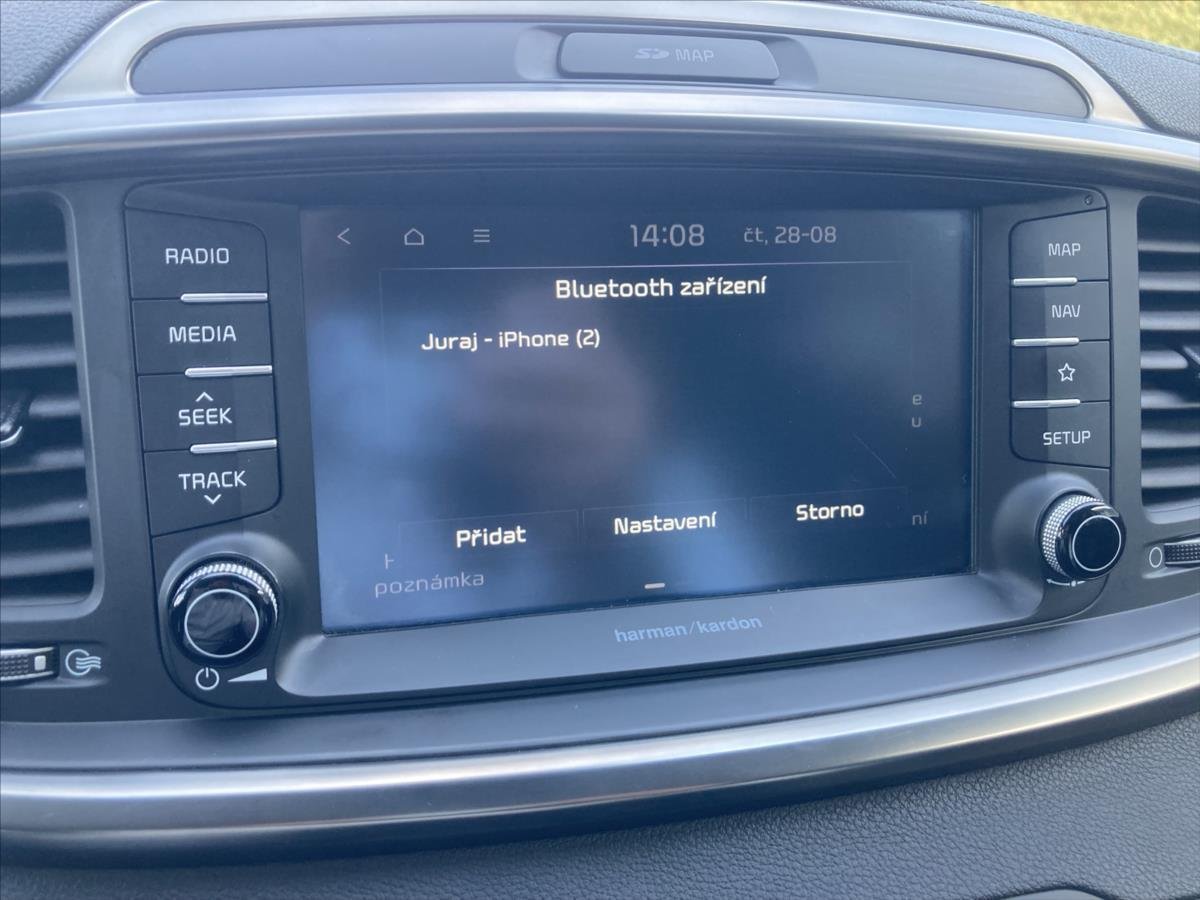 SD MAP
14:08 čt, 28-08
Bluetooth zařízení
Juraj - iPhone (2)
e
u
Přidat Nastavení Storno
ní
poznámka
harman/kardon
RADIO
MEDIA
SEEK
TRACK
MAP
NAV
SETUP